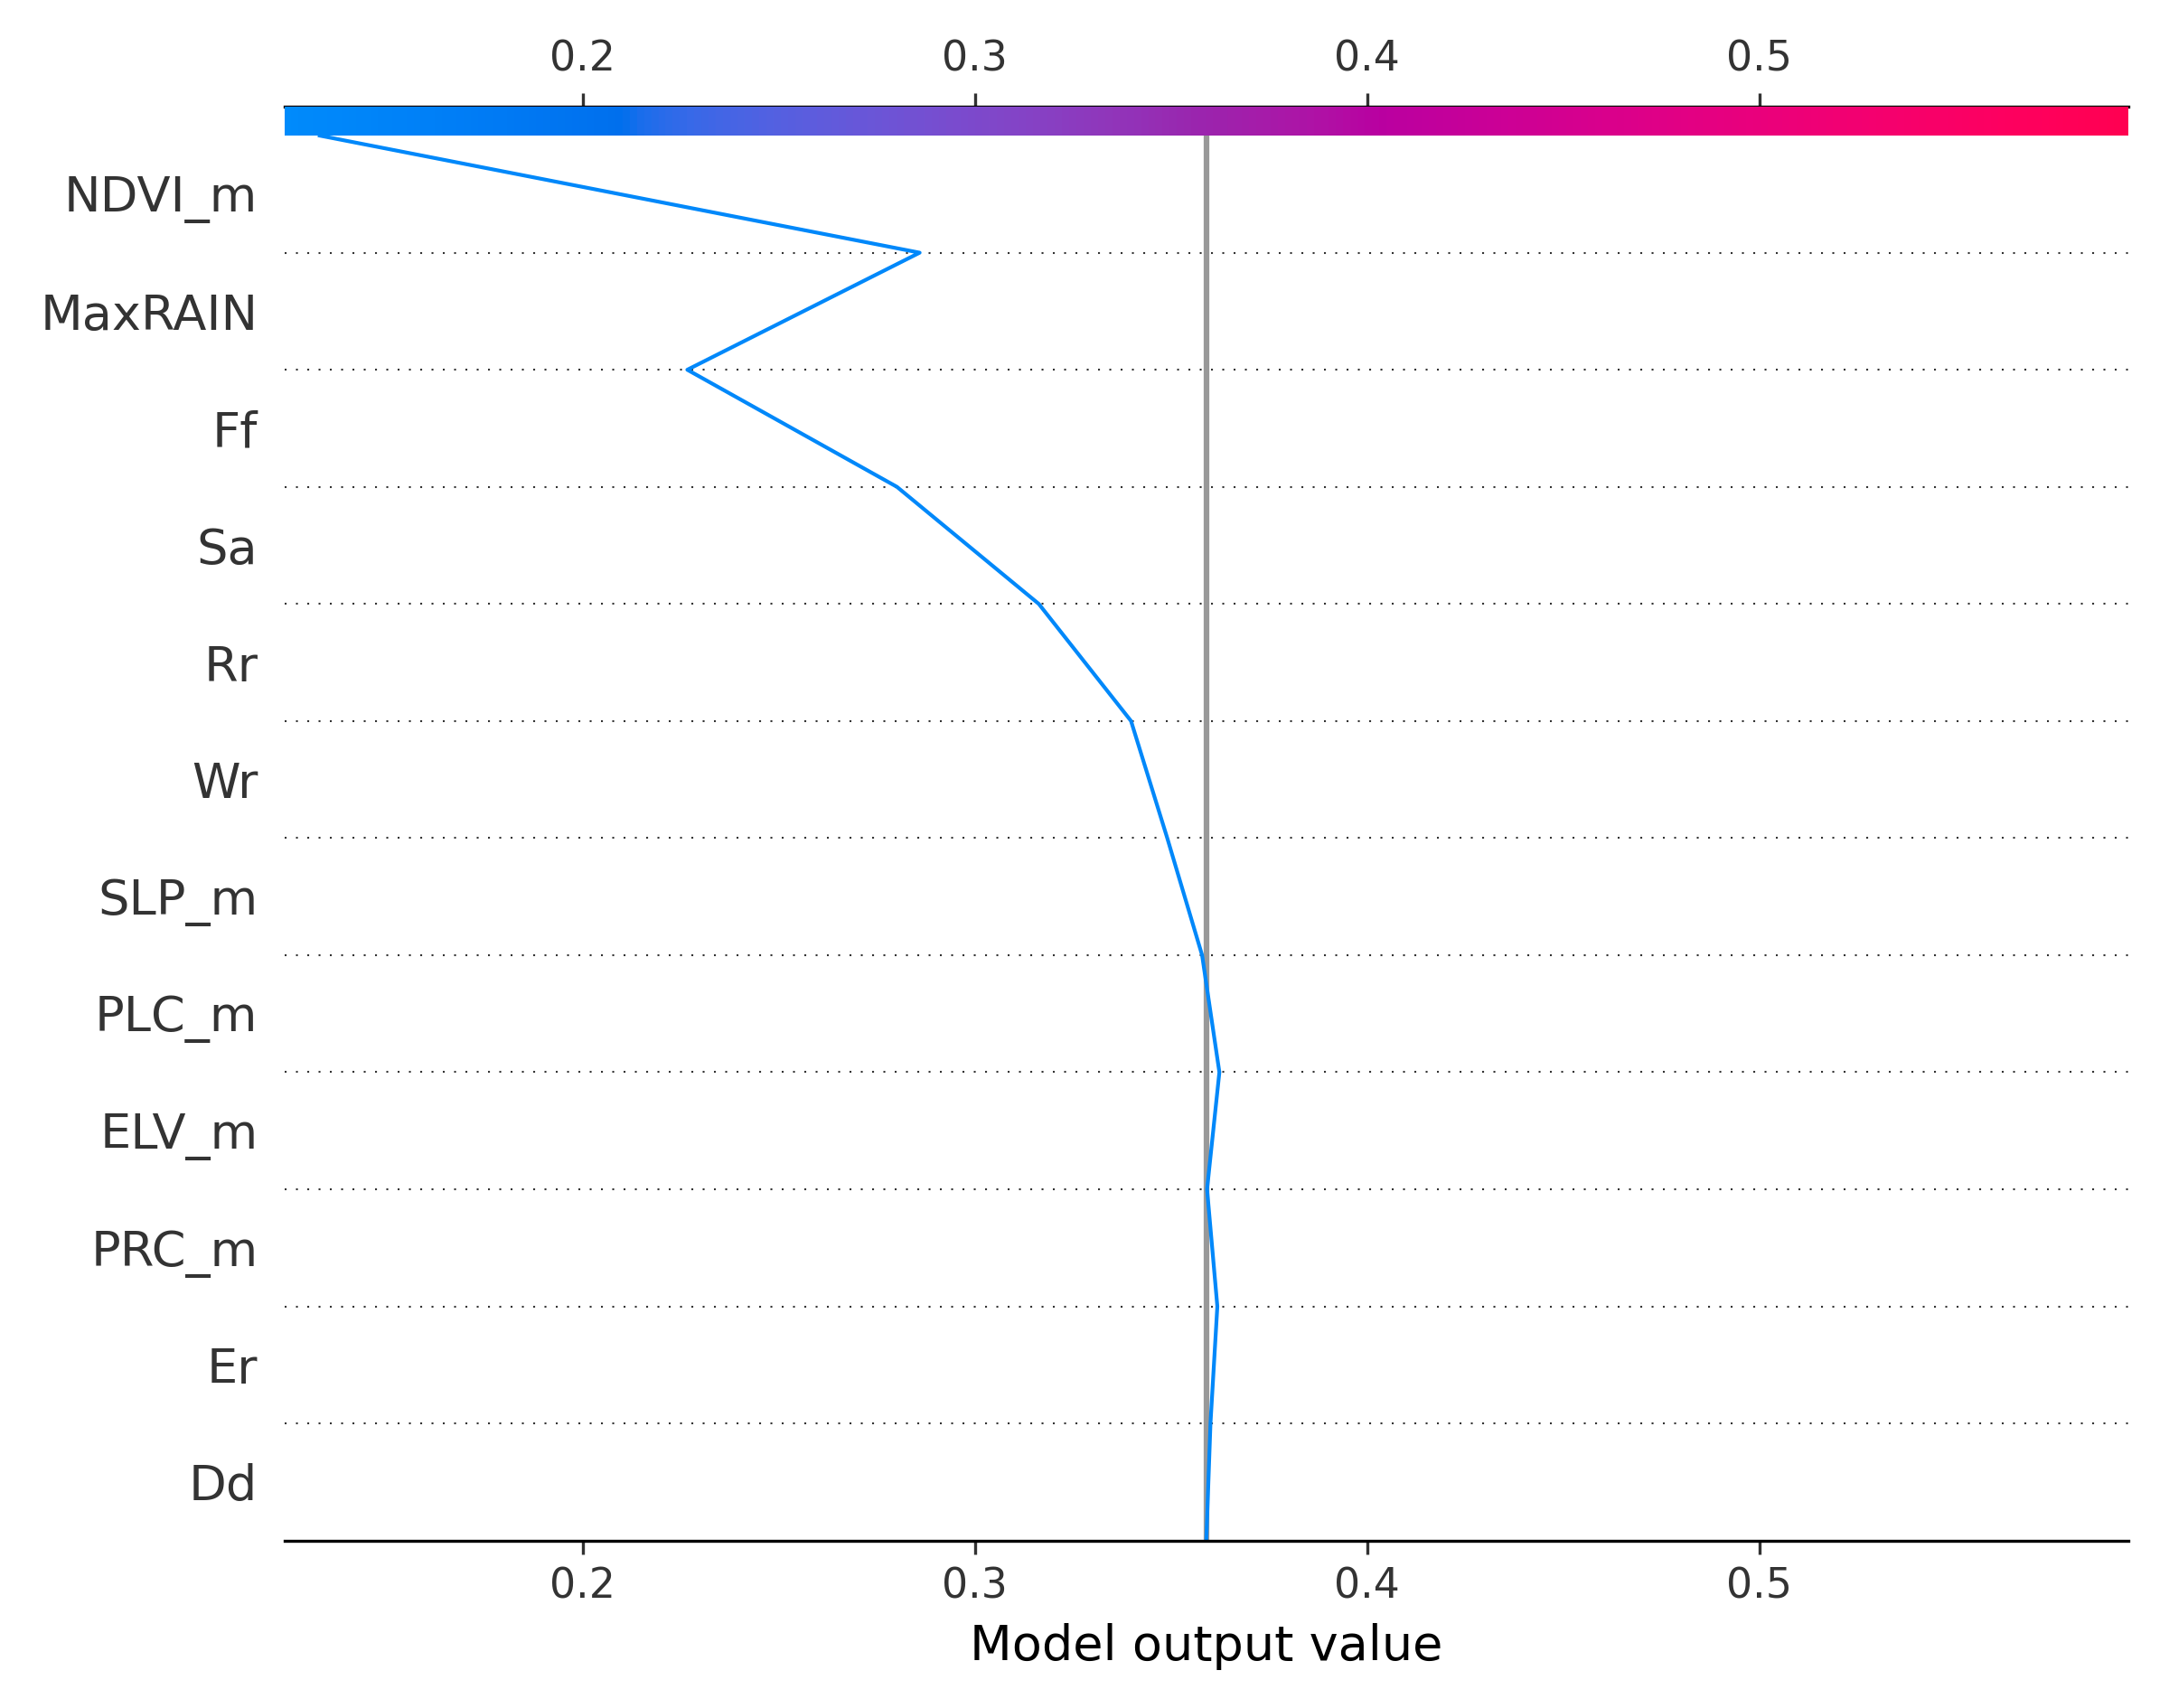 0.2 0.3 0.4 0.5
NDVI_m
MaxRAIN
Ff
Sa
Rr
Wr
SLP_m
PLC_m
ELV_m
PRC_m
Er
Dd
0.2 0.3 0.4 0.5
Model output value